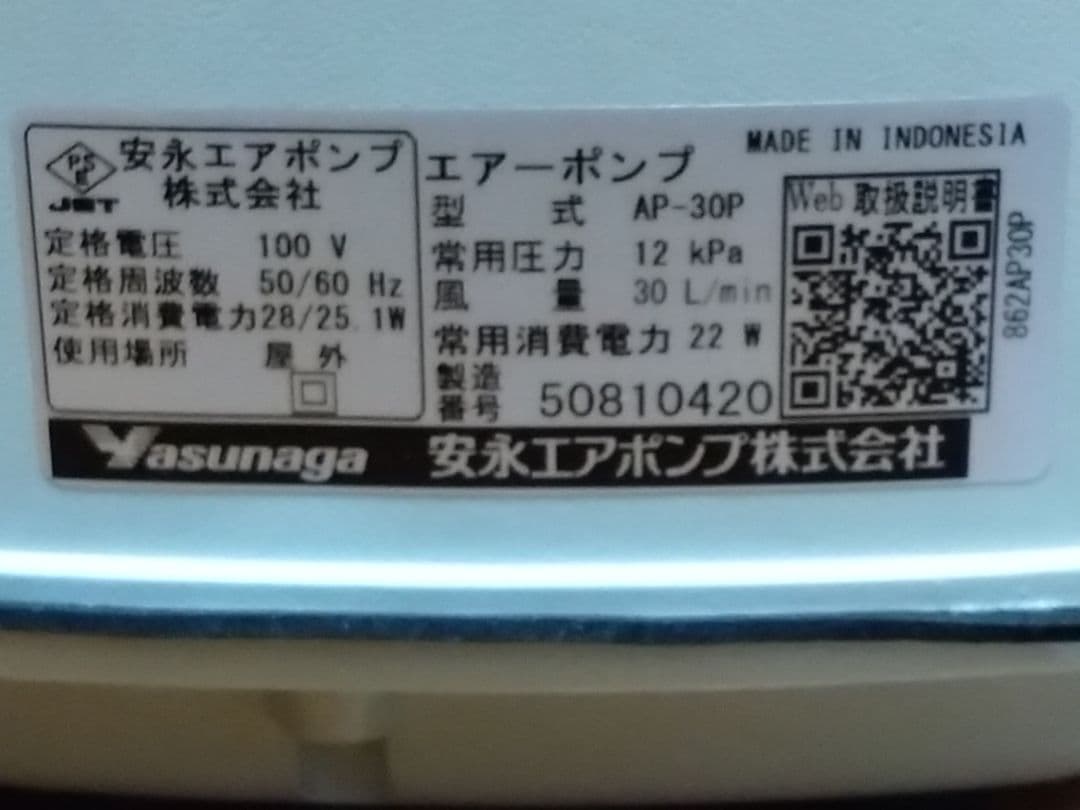 PS
E
JET
安永エアポンプ
株式会社
定格電圧 100 V
定格周波数 50/60 Hz
定格消費電力28/25.1W
使用場所 屋 外
エアーポンプ
型 式 AP-30P
常用圧力 12 kPa
風 量 30 L/min
常用消費電力 22 W
製造
番号 50810420
MADE IN INDONESIA
Web 取扱説明書
862AP30P
Yasunaga 安永エアポンプ株式会社